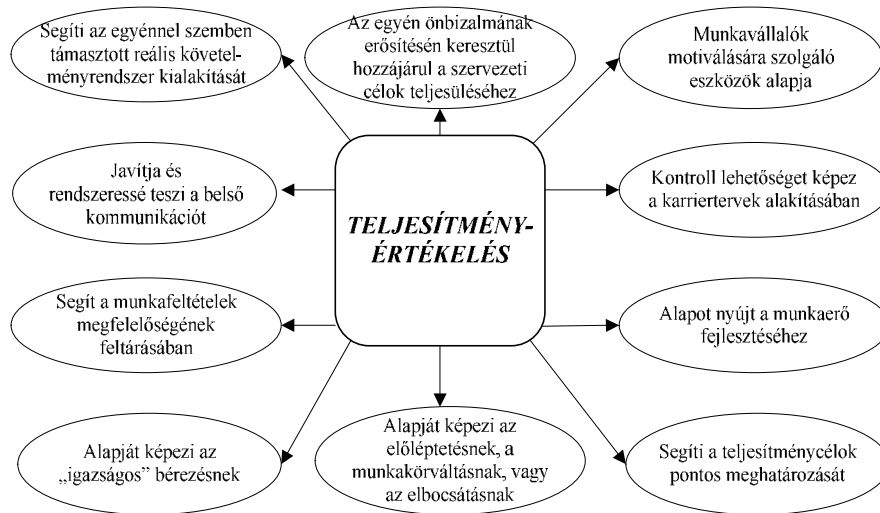 Segíti az egyénnel szemben
támasztott reális követel-
ményrendszer kialakítását
Az egyén önbizalmának
erősítésén keresztül
hozzájárul a szervezeti
célok teljesüléséhez
Munkavállalók
motiválására szolgáló
eszközök alapja
Javítja és
rendszeressé teszi a belső
kommunikációt
TELJESÍTMÉNY-
ÉRTÉKELÉS
Kontroll lehetőséget képez
a karriertervek alakításában
Segít a munkafeltételek
megfelelőségének
feltárásában
Alapot nyújt a munkaerő
fejlesztéséhez
Alapját képezi az
„igazságos” bérezésnek
Alapját képezi az
előléptetésnek, a
munkakörváltásnak, vagy
az elbocsátásnak
Segíti a teljesítménycélok
pontos meghatározását